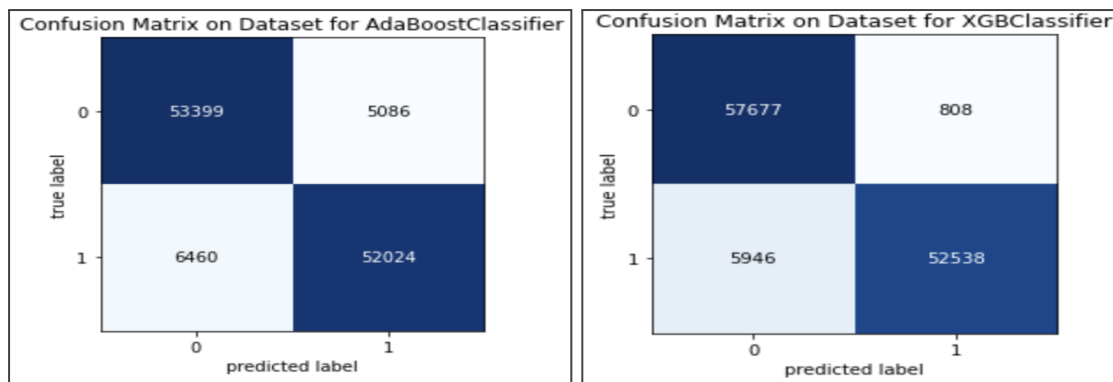 Confusion Matrix on Dataset for AdaBoostClassifier
0
53399
5086
true label
1
6460
52024
0
1
predicted label
Confusion Matrix on Dataset for XGBClassifier
0
57677
808
true label
1
5946
52538
0
1
predicted label